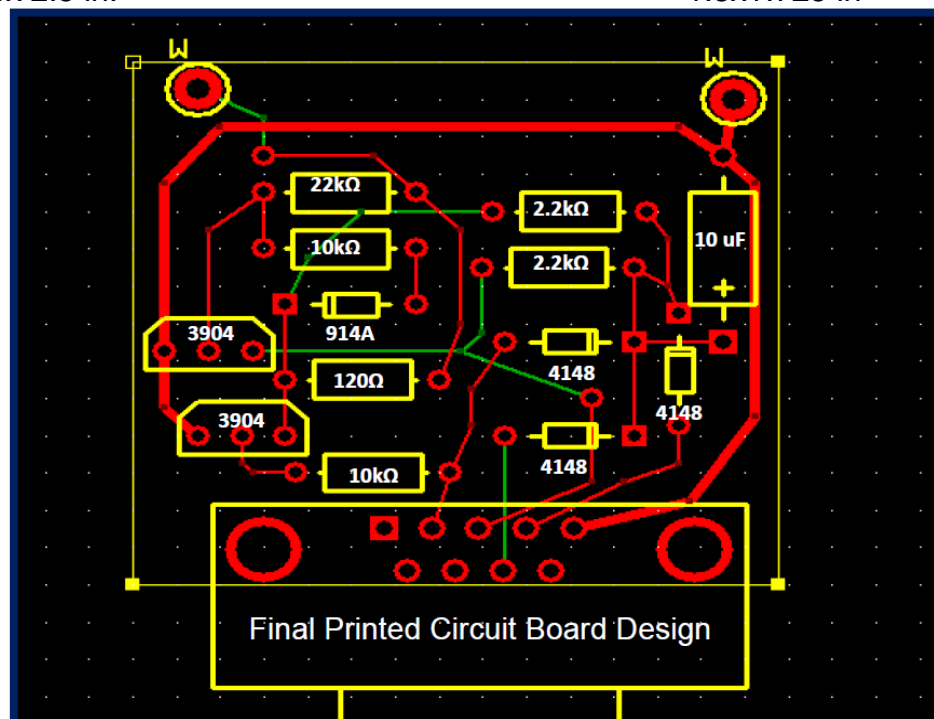 W
W
22kΩ
2.2kΩ
10kΩ
2.2kΩ
10 uF
+
914A
3904
4148
120Ω
4148
3904
10kΩ
4148
Final Printed Circuit Board Design